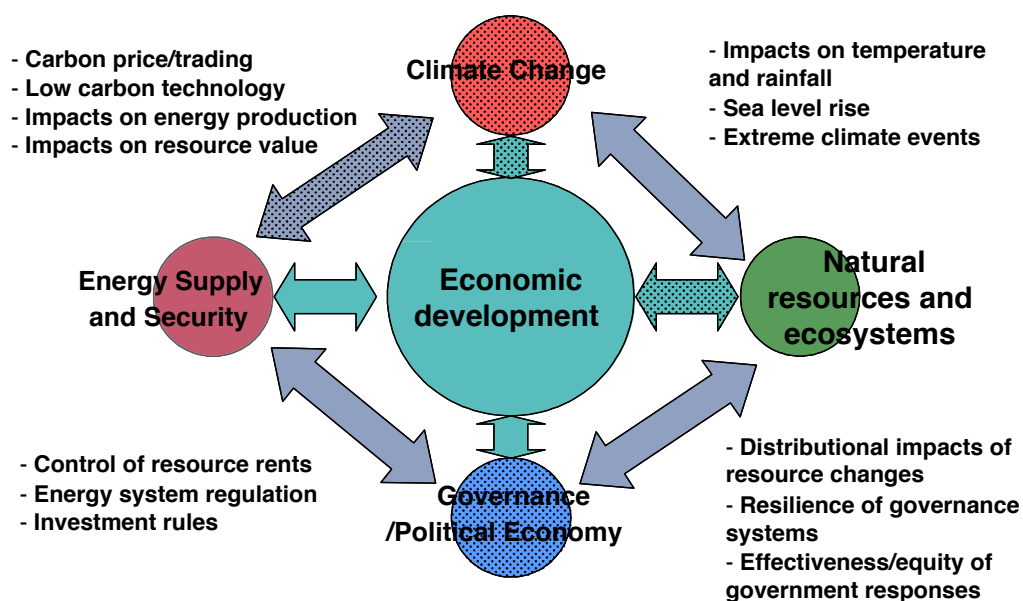 - Carbon price/trading
- Low carbon technology
- Impacts on energy production
- Impacts on resource value
Climate Change
- Impacts on temperature
and rainfall
- Sea level rise
- Extreme climate events
Energy Supply
and Security
Economic
development
Natural
resources and
ecosystems
- Control of resource rents
- Energy system regulation
- Investment rules
Governance
/Political Economy
- Distributional impacts of
resource changes
- Resilience of governance
systems
- Effectiveness/equity of
government responses